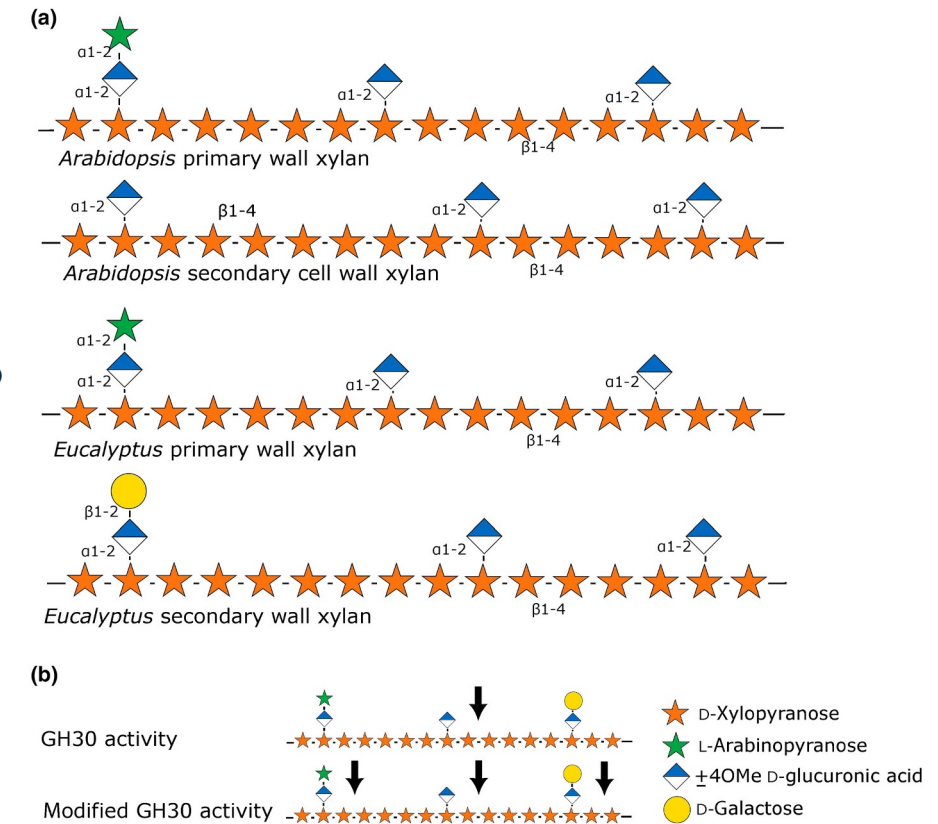 (a)
α1-2
α1-2
α1-2
α1-2
β1-4
Arabidopsis primary wall xylan
α1-2
β1-4
α1-2
α1-2
β1-4
Arabidopsis secondary cell wall xylan
α1-2
α1-2
α1-2
α1-2
β1-4
Eucalyptus primary wall xylan
β1-2
α1-2
α1-2
α1-2
β1-4
Eucalyptus secondary wall xylan
(b)
GH30 activity
Modified GH30 activity
D-Xylopyranose
L-Arabinopyranose
±4OMe D-glucuronic acid
D-Galactose